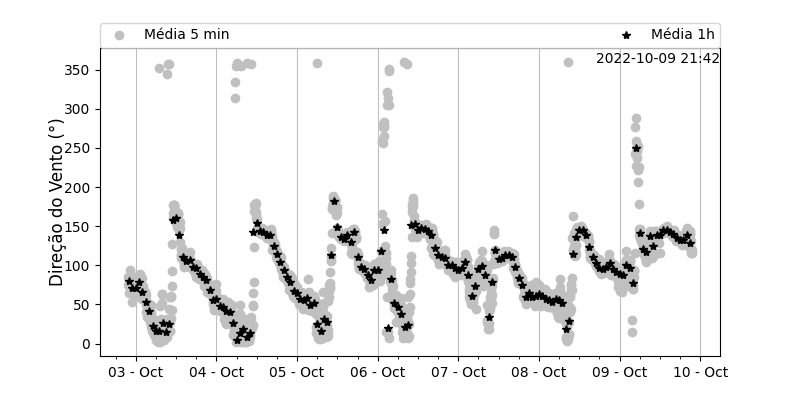 Média 5 min
Média 1h
2022-10-09 21:42
Direção do Vento (°)
350
300
250
200
150
100
50
0
03 - Oct 04 - Oct 05 - Oct 06 - Oct 07 - Oct 08 - Oct 09 - Oct 10 - Oct